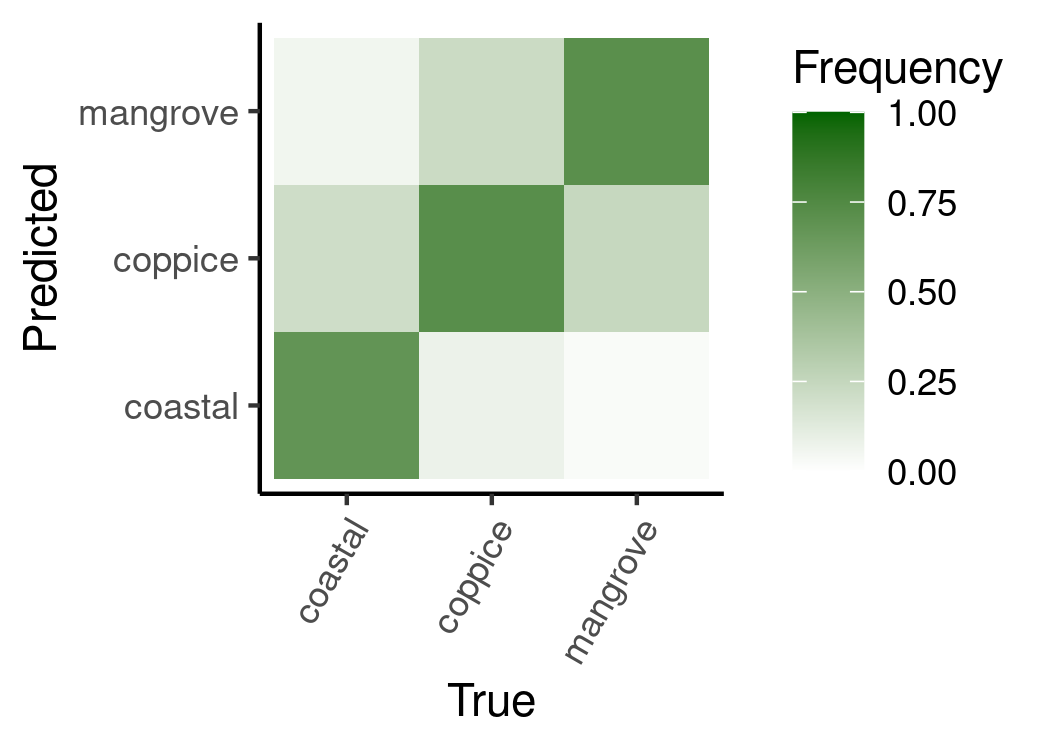 Frequency
1.00
0.75
0.50
0.25
0.00
Predicted
mangrove
coppice
coastal
coastal
coppice
mangrove
True